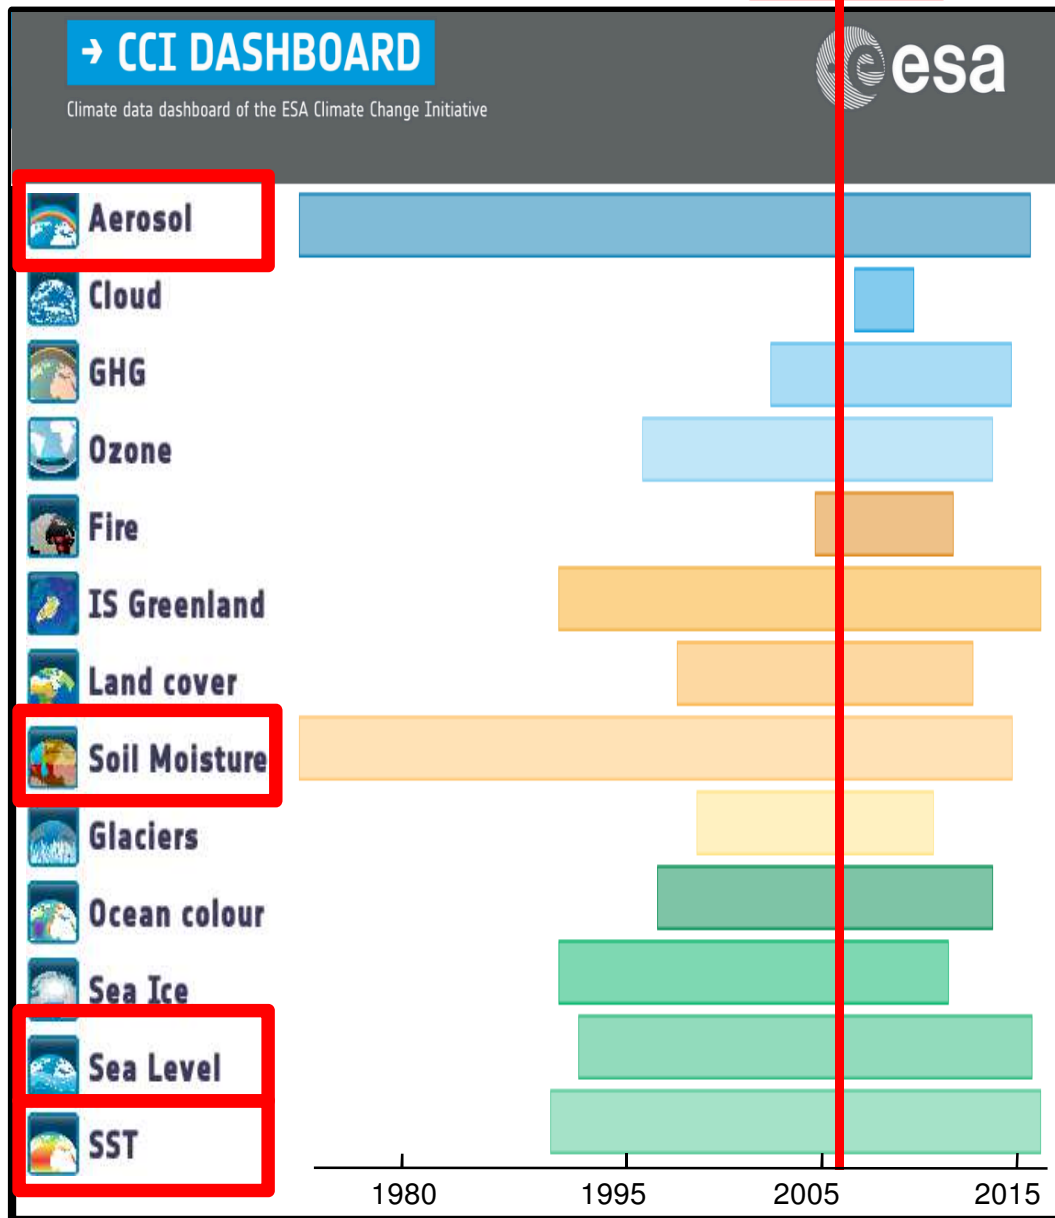 → CCI DASHBOARD
esa
Climate data dashboard of the ESA Climate Change Initiative
Aerosol
Cloud
GHG
Ozone
Fire
IS Greenland
Land cover
Soil Moisture
Glaciers
Ocean colour
Sea Ice
Sea Level
SST
1980 1995 2005 2015